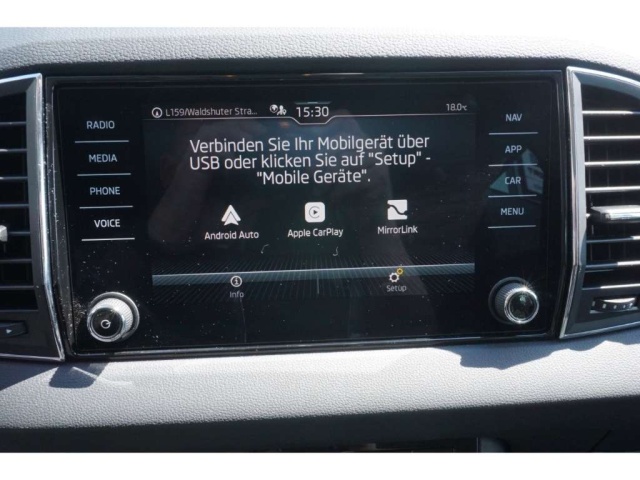 RADIO
MEDIA
PHONE
VOICE
L159/Waldshuter Stra...
15:30
18.0°C
Verbinden Sie Ihr Mobilgerät über
USB oder klicken Sie auf "Setup" -
"Mobile Geräte".
Android Auto
Apple CarPlay
MirrorLink
Info
Setup
NAV
APP
CAR
MENU